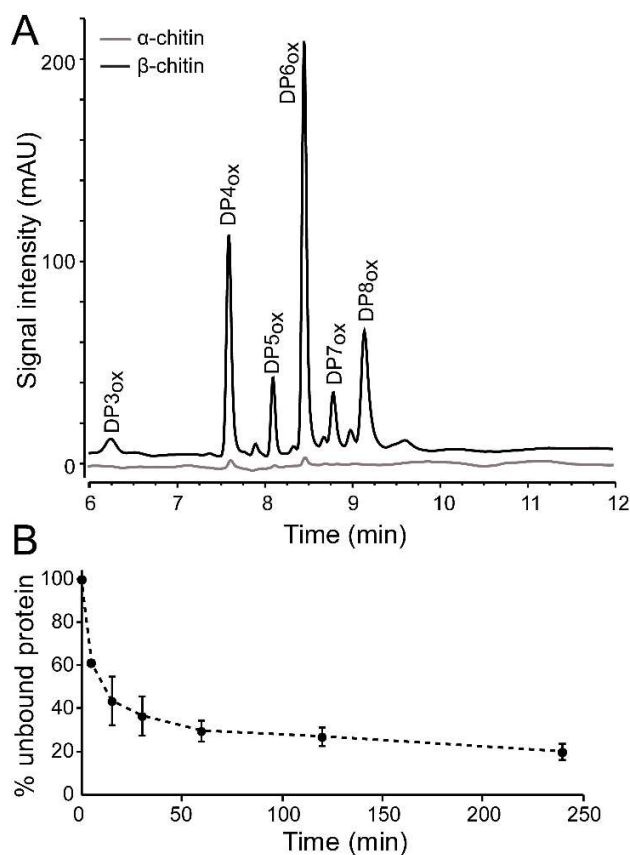 A
α-chitin
β-chitin
Signal intensity (mAU)
200
100
0
DP3ox
DP4ox
DP5ox
DP6ox
DP7ox
DP8ox
6 7 8 9 10 11 12
Time (min)
B
% unbound protein
100
80
60
40
20
0
0 50 100 150 200 250
Time (min)